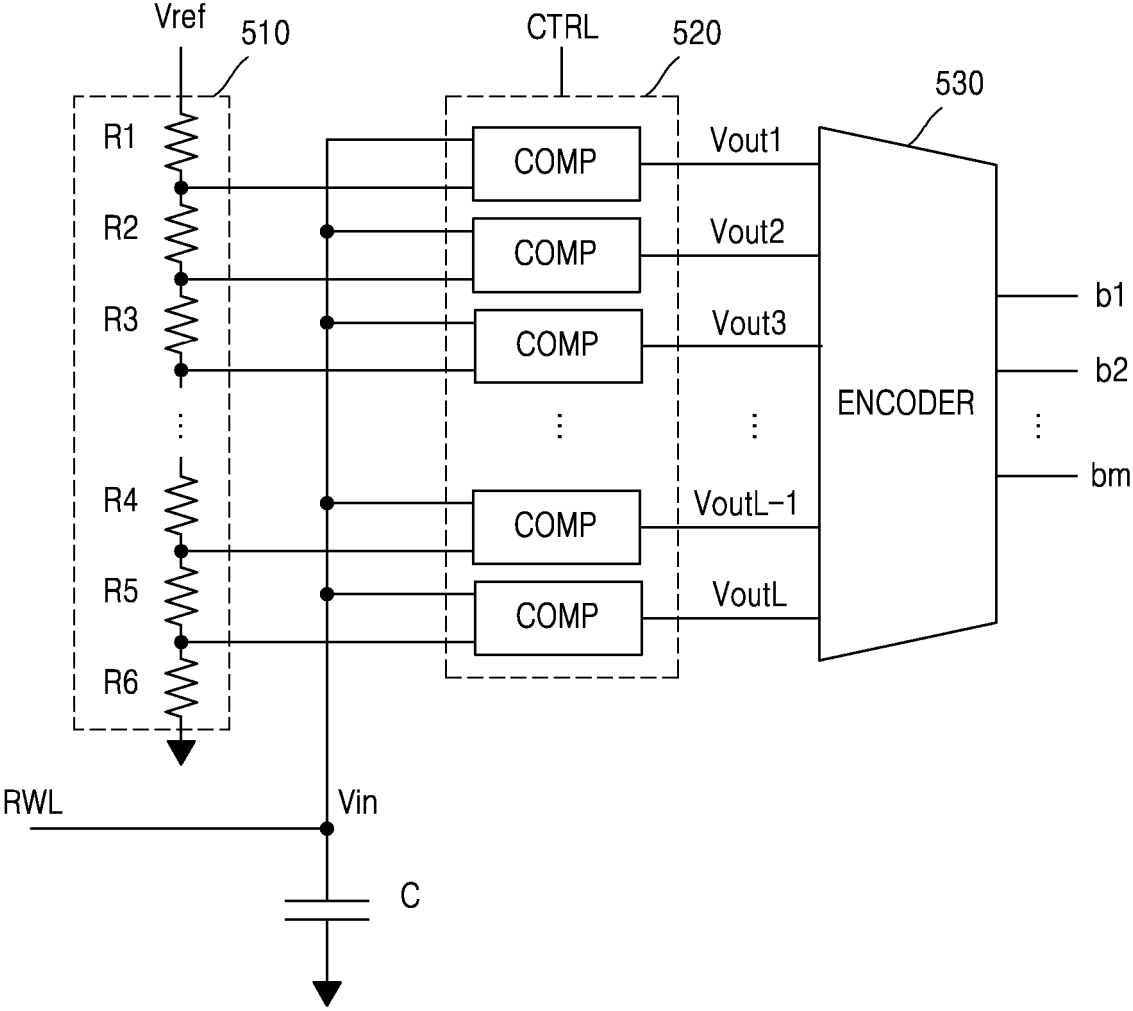 Vref
510
CTRL
520
530
R1
COMP
Vout1
R2
COMP
Vout2
b1
R3
COMP
Vout3
b2
ENCODER
R4
COMP
VoutL-1
bm
R5
COMP
VoutL
R6
RWL
Vin
C